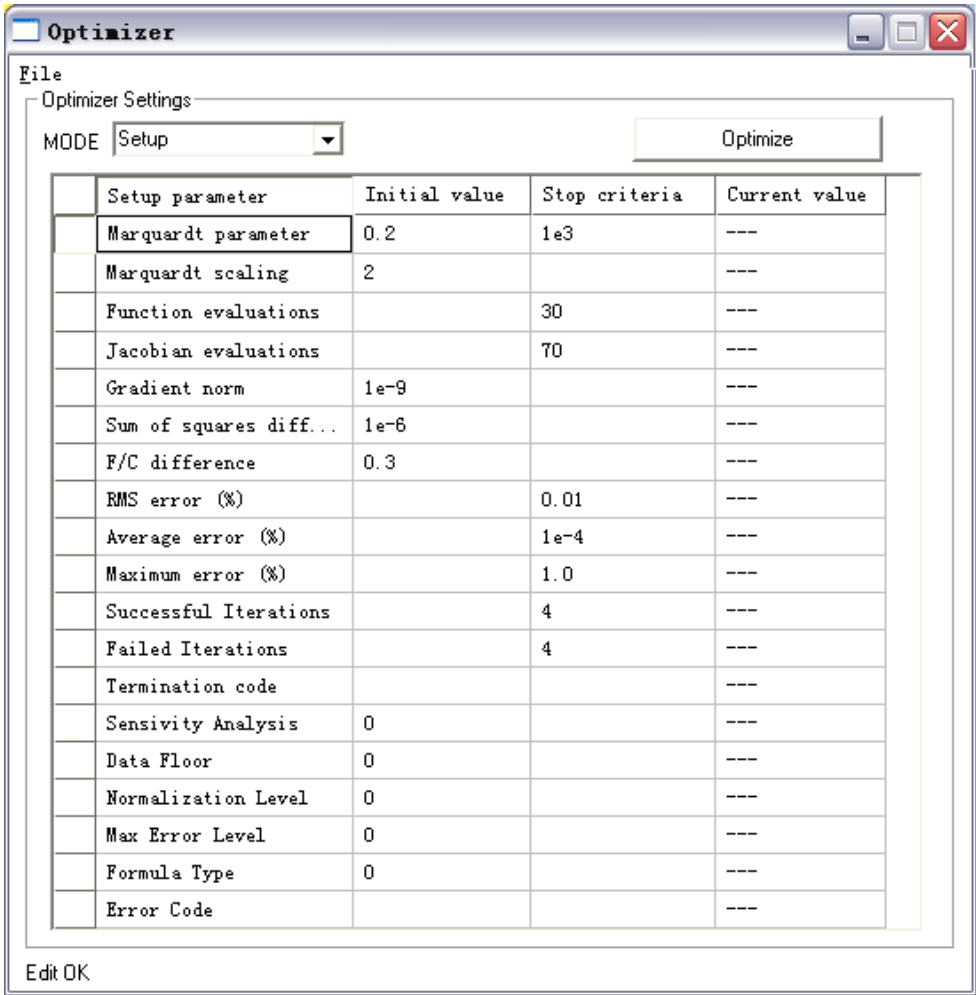 Optimizer
File
Optimizer Settings
MODE Setup Optimize
Setup parameter Initial value Stop criteria Current value
Marquardt parameter 0.2 1e3 ---
Marquardt scaling 2 ---
Function evaluations 30 ---
Jacobian evaluations 70 ---
Gradient norm 1e-9 ---
Sum of squares diff... 1e-6 ---
F/C difference 0.3 ---
RMS error (%) 0.01 ---
Average error (%) 1e-4 ---
Maximum error (%) 1.0 ---
Successful Iterations 4 ---
Failed Iterations 4 ---
Termination code ---
Sensivity Analysis 0 ---
Data Floor 0 ---
Normalization Level 0 ---
Max Error Level 0 ---
Formula Type 0 ---
Error Code ---
Edit OK